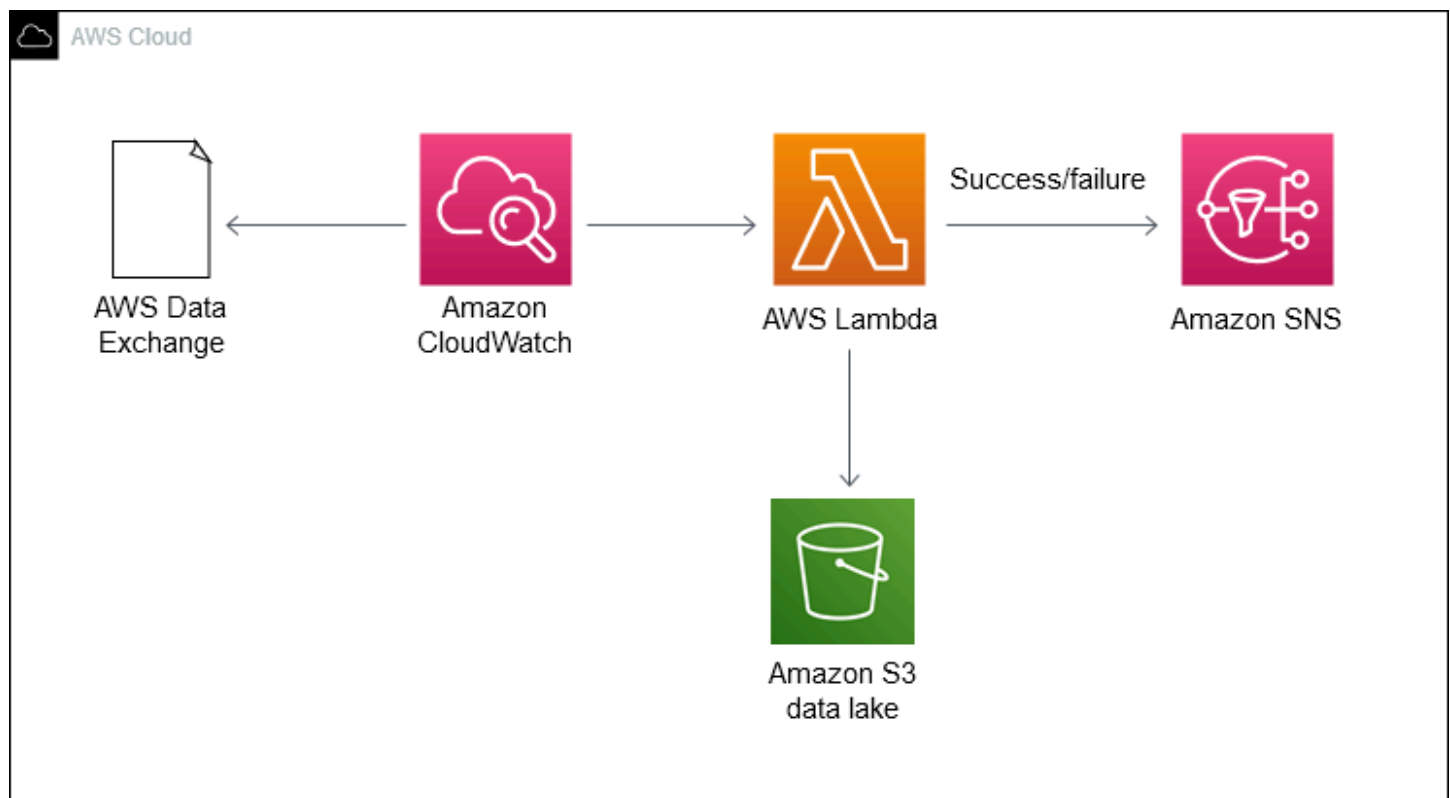 AWS Cloud
Success/failure
AWS Data
Exchange
Amazon
CloudWatch
AWS Lambda
Amazon SNS
Amazon S3
data lake